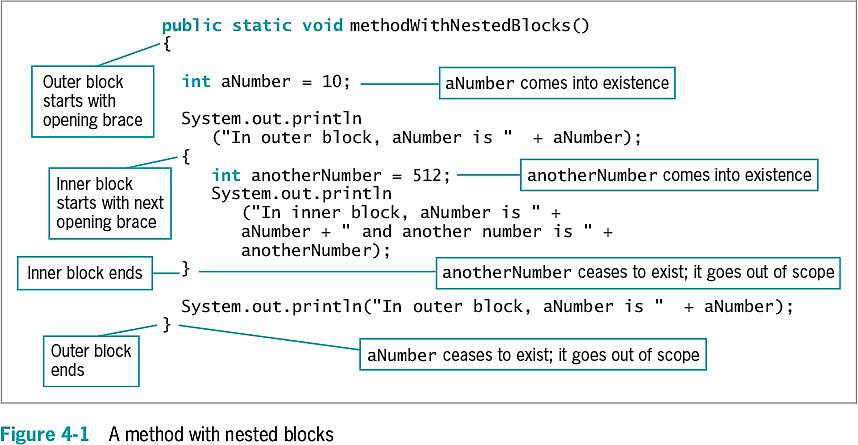 public static void methodWithNestedBlocks()
{
Outer block
starts with
opening brace
int aNumber = 10;
aNumber comes into existence
System.out.println
("In outer block, aNumber is "  + aNumber);
{
Inner block
starts with next
opening brace
int anotherNumber = 512;
anotherNumber comes into existence
System.out.println
("In inner block, aNumber is " +
aNumber + " and another number is " +
anotherNumber);
Inner block ends
}
anotherNumber ceases to exist; it goes out of scope
System.out.println("In outer block, aNumber is "  + aNumber);
}
Outer block
ends
aNumber ceases to exist; it goes out of scope
Figure 4-1 A method with nested blocks